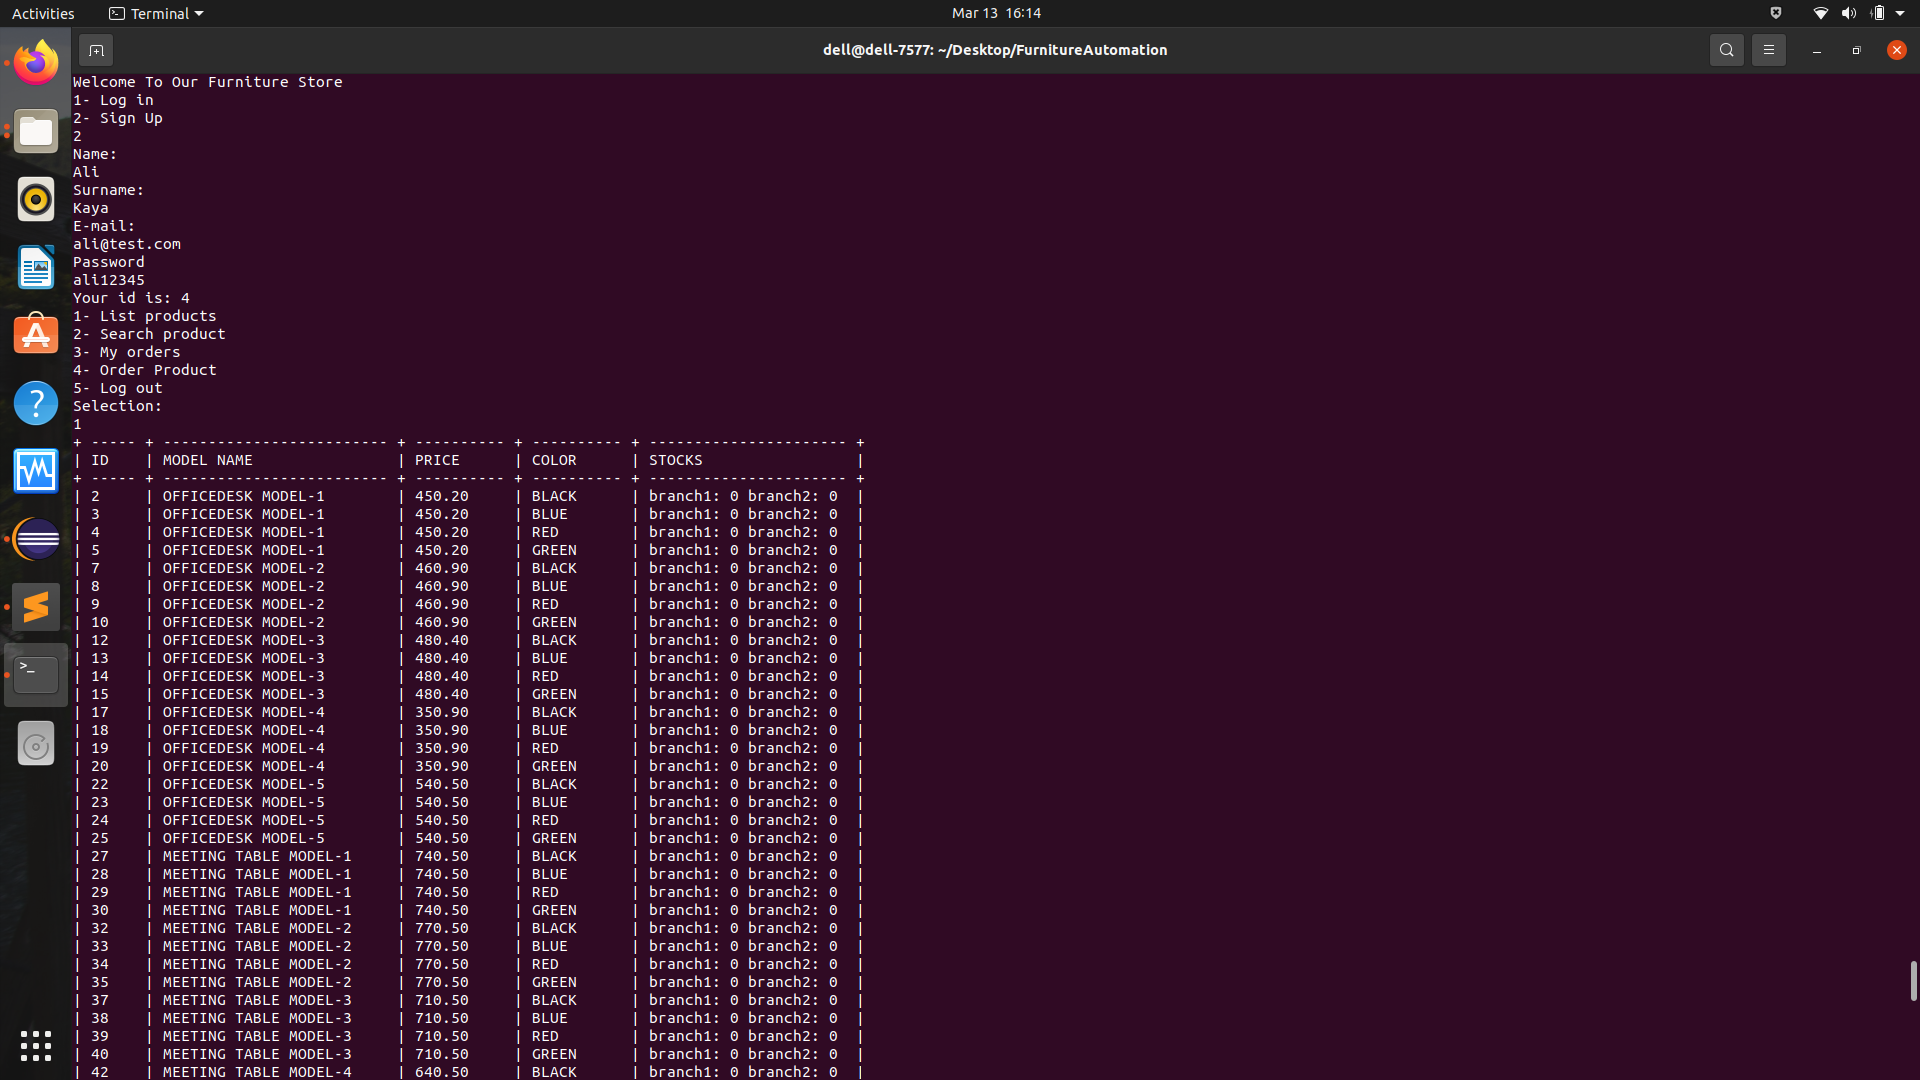 Activities Terminal Mar 13 16:14
dell@dell-7577: ~/Desktop/FurnitureAutomation
Welcome To Our Furniture Store
1- Log in
2- Sign Up
2
Name:
Ali
Surname:
Kaya
E-mail:
ali@test.com
Password
ali12345
Your id is: 4
1- List products
2- Search product
3- My orders
4- Order Product
5- Log out
Selection:
1
+ ----- + ------------------------- + ---------- + ---------- + ---------------------- +
| ID    | MODEL NAME                | PRICE      | COLOR      | STOCKS                 |
+ ----- + ------------------------- + ---------- + ---------- + ---------------------- +
| 2     | OFFICEDESK MODEL-1        | 450.20     | BLACK      | branch1: 0 branch2: 0  |
| 3     | OFFICEDESK MODEL-1        | 450.20     | BLUE       | branch1: 0 branch2: 0  |
| 4     | OFFICEDESK MODEL-1        | 450.20     | RED        | branch1: 0 branch2: 0  |
| 5     | OFFICEDESK MODEL-1        | 450.20     | GREEN      | branch1: 0 branch2: 0  |
| 7     | OFFICEDESK MODEL-2        | 460.90     | BLACK      | branch1: 0 branch2: 0  |
| 8     | OFFICEDESK MODEL-2        | 460.90     | BLUE       | branch1: 0 branch2: 0  |
| 9     | OFFICEDESK MODEL-2        | 460.90     | RED        | branch1: 0 branch2: 0  |
| 10    | OFFICEDESK MODEL-2        | 460.90     | GREEN      | branch1: 0 branch2: 0  |
| 12    | OFFICEDESK MODEL-3        | 480.40     | BLACK      | branch1: 0 branch2: 0  |
| 13    | OFFICEDESK MODEL-3        | 480.40     | BLUE       | branch1: 0 branch2: 0  |
| 14    | OFFICEDESK MODEL-3        | 480.40     | RED        | branch1: 0 branch2: 0  |
| 15    | OFFICEDESK MODEL-3        | 480.40     | GREEN      | branch1: 0 branch2: 0  |
| 17    | OFFICEDESK MODEL-4        | 350.90     | BLACK      | branch1: 0 branch2: 0  |
| 18    | OFFICEDESK MODEL-4        | 350.90     | BLUE       | branch1: 0 branch2: 0  |
| 19    | OFFICEDESK MODEL-4        | 350.90     | RED        | branch1: 0 branch2: 0  |
| 20    | OFFICEDESK MODEL-4        | 350.90     | GREEN      | branch1: 0 branch2: 0  |
| 22    | OFFICEDESK MODEL-5        | 540.50     | BLACK      | branch1: 0 branch2: 0  |
| 23    | OFFICEDESK MODEL-5        | 540.50     | BLUE       | branch1: 0 branch2: 0  |
| 24    | OFFICEDESK MODEL-5        | 540.50     | RED        | branch1: 0 branch2: 0  |
| 25    | OFFICEDESK MODEL-5        | 540.50     | GREEN      | branch1: 0 branch2: 0  |
| 27    | MEETING TABLE MODEL-1     | 740.50     | BLACK      | branch1: 0 branch2: 0  |
| 28    | MEETING TABLE MODEL-1     | 740.50     | BLUE       | branch1: 0 branch2: 0  |
| 29    | MEETING TABLE MODEL-1     | 740.50     | RED        | branch1: 0 branch2: 0  |
| 30    | MEETING TABLE MODEL-1     | 740.50     | GREEN      | branch1: 0 branch2: 0  |
| 32    | MEETING TABLE MODEL-2     | 770.50     | BLACK      | branch1: 0 branch2: 0  |
| 33    | MEETING TABLE MODEL-2     | 770.50     | BLUE       | branch1: 0 branch2: 0  |
| 34    | MEETING TABLE MODEL-2     | 770.50     | RED        | branch1: 0 branch2: 0  |
| 35    | MEETING TABLE MODEL-2     | 770.50     | GREEN      | branch1: 0 branch2: 0  |
| 37    | MEETING TABLE MODEL-3     | 710.50     | BLACK      | branch1: 0 branch2: 0  |
| 38    | MEETING TABLE MODEL-3     | 710.50     | BLUE       | branch1: 0 branch2: 0  |
| 39    | MEETING TABLE MODEL-3     | 710.50     | RED        | branch1: 0 branch2: 0  |
| 40    | MEETING TABLE MODEL-3     | 710.50     | GREEN      | branch1: 0 branch2: 0  |
| 42    | MEETING TABLE MODEL-4     | 640.50     | BLACK      | branch1: 0 branch2: 0  |